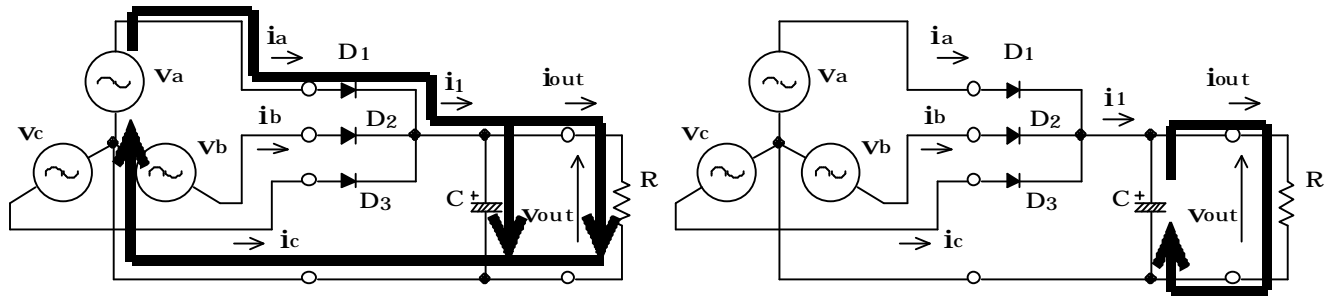 ia
D1
va
i1
iout
ib
D2
vc
vb
D3
R
C
+
vout
ic
ia
D1
va
i1
iout
ib
D2
vc
vb
D3
R
C
+
vout
ic